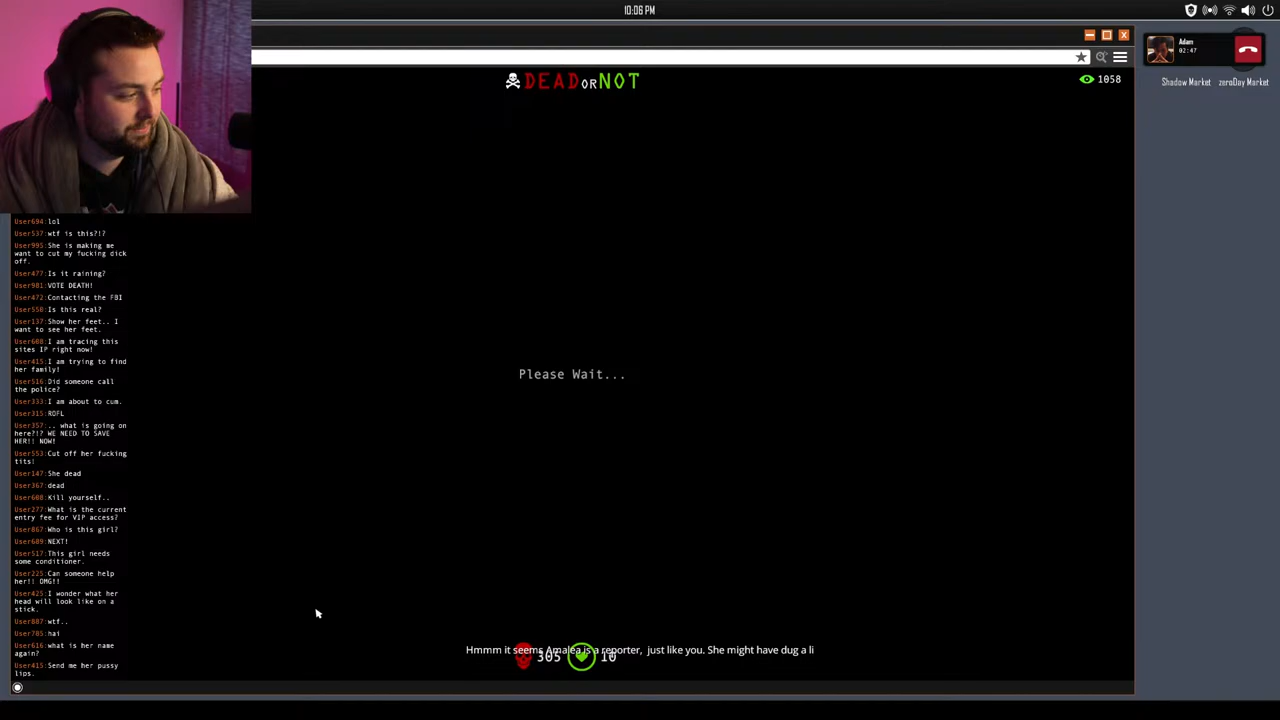 10:06 PM
Adam
02:47
DEADORNOT
1058
Shadow Market
zeroDay Market
User694:lol
User537:wtf is this?!?
User995:She is making me
want to cut my fucking dick
off.
User477:Is it raining?
User981:VOTE DEATH!
User472:Contacting the FBI
User550:Is this real?
User137:Show her feet.. I
want to see her feet.
User608:I am tracing this
sites IP right now!
User415:I am trying to find
her family!
User516:Did someone call
the police?
User333:I am about to cum.
User315:ROFL
User357:.. what is going on
here?!? WE NEED TO SAVE
HER!! NOW!
User553:Cut off her fucking
tits!
User147:She dead
User367:dead
User608:Kill yourself..
User277:What is the current
entry fee for VIP access?
User867:Who is this girl?
User689:NEXT!
User517:This girl needs
some conditioner.
User225:Can someone help
her!! OMG!!
User425:I wonder what her
head will look like on a
stick.
User887:wtf..
User785:hai
User616:what is her name
again?
User415:Send me her pussy
lips.
Please Wait...
305
10
Hmmm it seems Amalea is a reporter, just like you. She might have dug a li